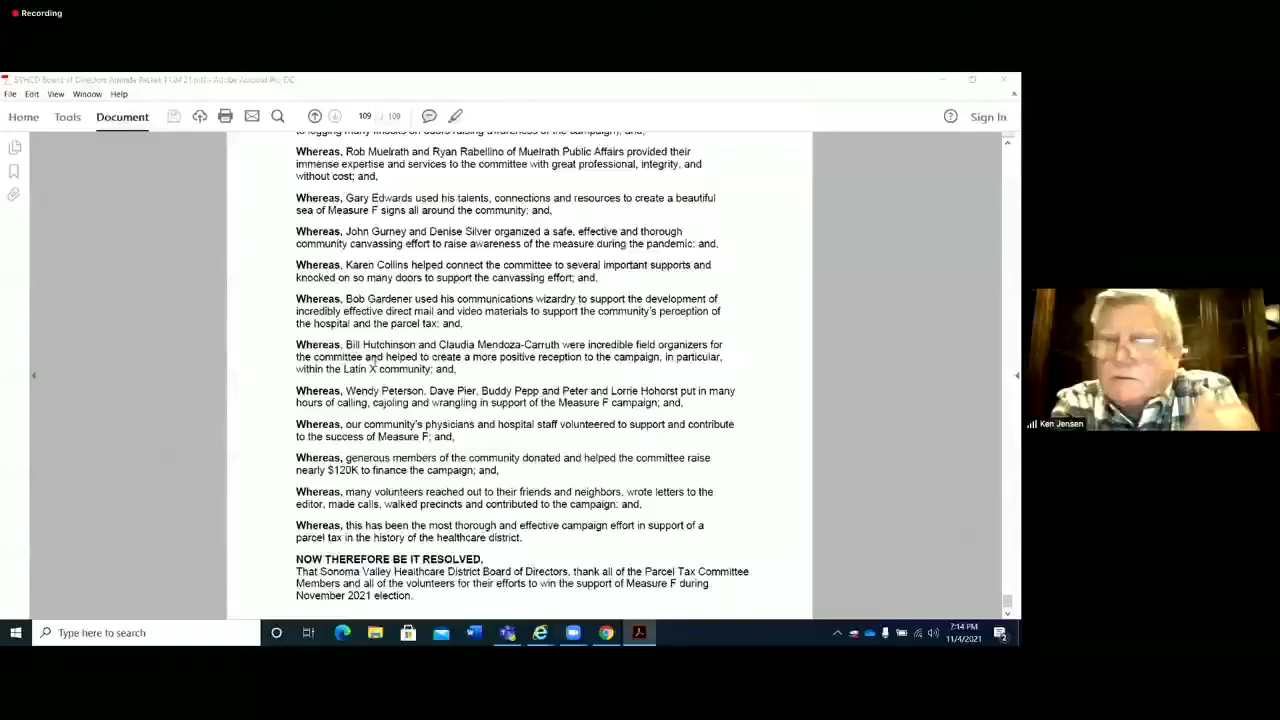 Recording
SVHCD Board of Directors Agenda Packet 11.04.21.pdf - Adobe Acrobat Pro DC
File Edit View Window Help
Home Tools Document 109 / 109 Sign In
to logging many knocks on doors raising awareness of the campaign); and,
Whereas, Rob Muelrath and Ryan Rabellino of Muelrath Public Affairs provided their
immense expertise and services to the committee with great professional, integrity, and
without cost; and,
Whereas, Gary Edwards used his talents, connections and resources to create a beautiful
sea of Measure F signs all around the community; and,
Whereas, John Gurney and Denise Silver organized a safe, effective and thorough
community canvassing effort to raise awareness of the measure during the pandemic; and,
Whereas, Karen Collins helped connect the committee to several important supports and
knocked on so many doors to support the canvassing effort; and,
Whereas, Bob Gardener used his communications wizardry to support the development of
incredibly effective direct mail and video materials to support the community's perception of
the hospital and the parcel tax; and,
Whereas, Bill Hutchinson and Claudia Mendoza-Carruth were incredible field organizers for
the committee and helped to create a more positive reception to the campaign, in particular,
within the Latin X community; and,
Whereas, Wendy Peterson, Dave Pier, Buddy Pepp and Peter and Lorrie Hohorst put in many
hours of calling, cajoling and wrangling in support of the Measure F campaign; and,
Whereas, our community's physicians and hospital staff volunteered to support and contribute
to the success of Measure F; and,
Whereas, generous members of the community donated and helped the committee raise
nearly $120K to finance the campaign; and,
Whereas, many volunteers reached out to their friends and neighbors, wrote letters to the
editor, made calls, walked precincts and contributed to the campaign; and,
Whereas, this has been the most thorough and effective campaign effort in support of a
parcel tax in the history of the healthcare district.
NOW THEREFORE BE IT RESOLVED,
That Sonoma Valley Healthcare District Board of Directors, thank all of the Parcel Tax Committee
Members and all of the volunteers for their efforts to win the support of Measure F during
November 2021 election.
Ken Jensen
Type here to search
7:14 PM
11/4/2021
2